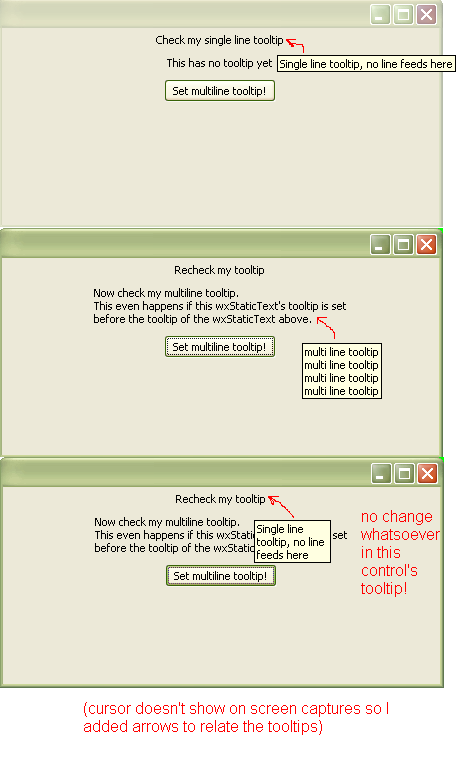 Check my single line tooltip
This has no tooltip yet
Single line tooltip, no line feeds here
Set multiline tooltip!
Recheck my tooltip
Now check my multiline tooltip.
This even happens if this wxStaticText's tooltip is set
before the tooltip of the wxStaticText above.
Set multiline tooltip!
multi line tooltip
multi line tooltip
multi line tooltip
multi line tooltip
Recheck my tooltip
Now check my multiline tooltip.
This even happens if this wxStaticT set
before the tooltip of the wxStatic
Single line
tooltip, no line
feeds here
Set multiline tooltip!
no change
whatsoever
in this
control's
tooltip!
(cursor doesn't show on screen captures so I
added arrows to relate the tooltips)